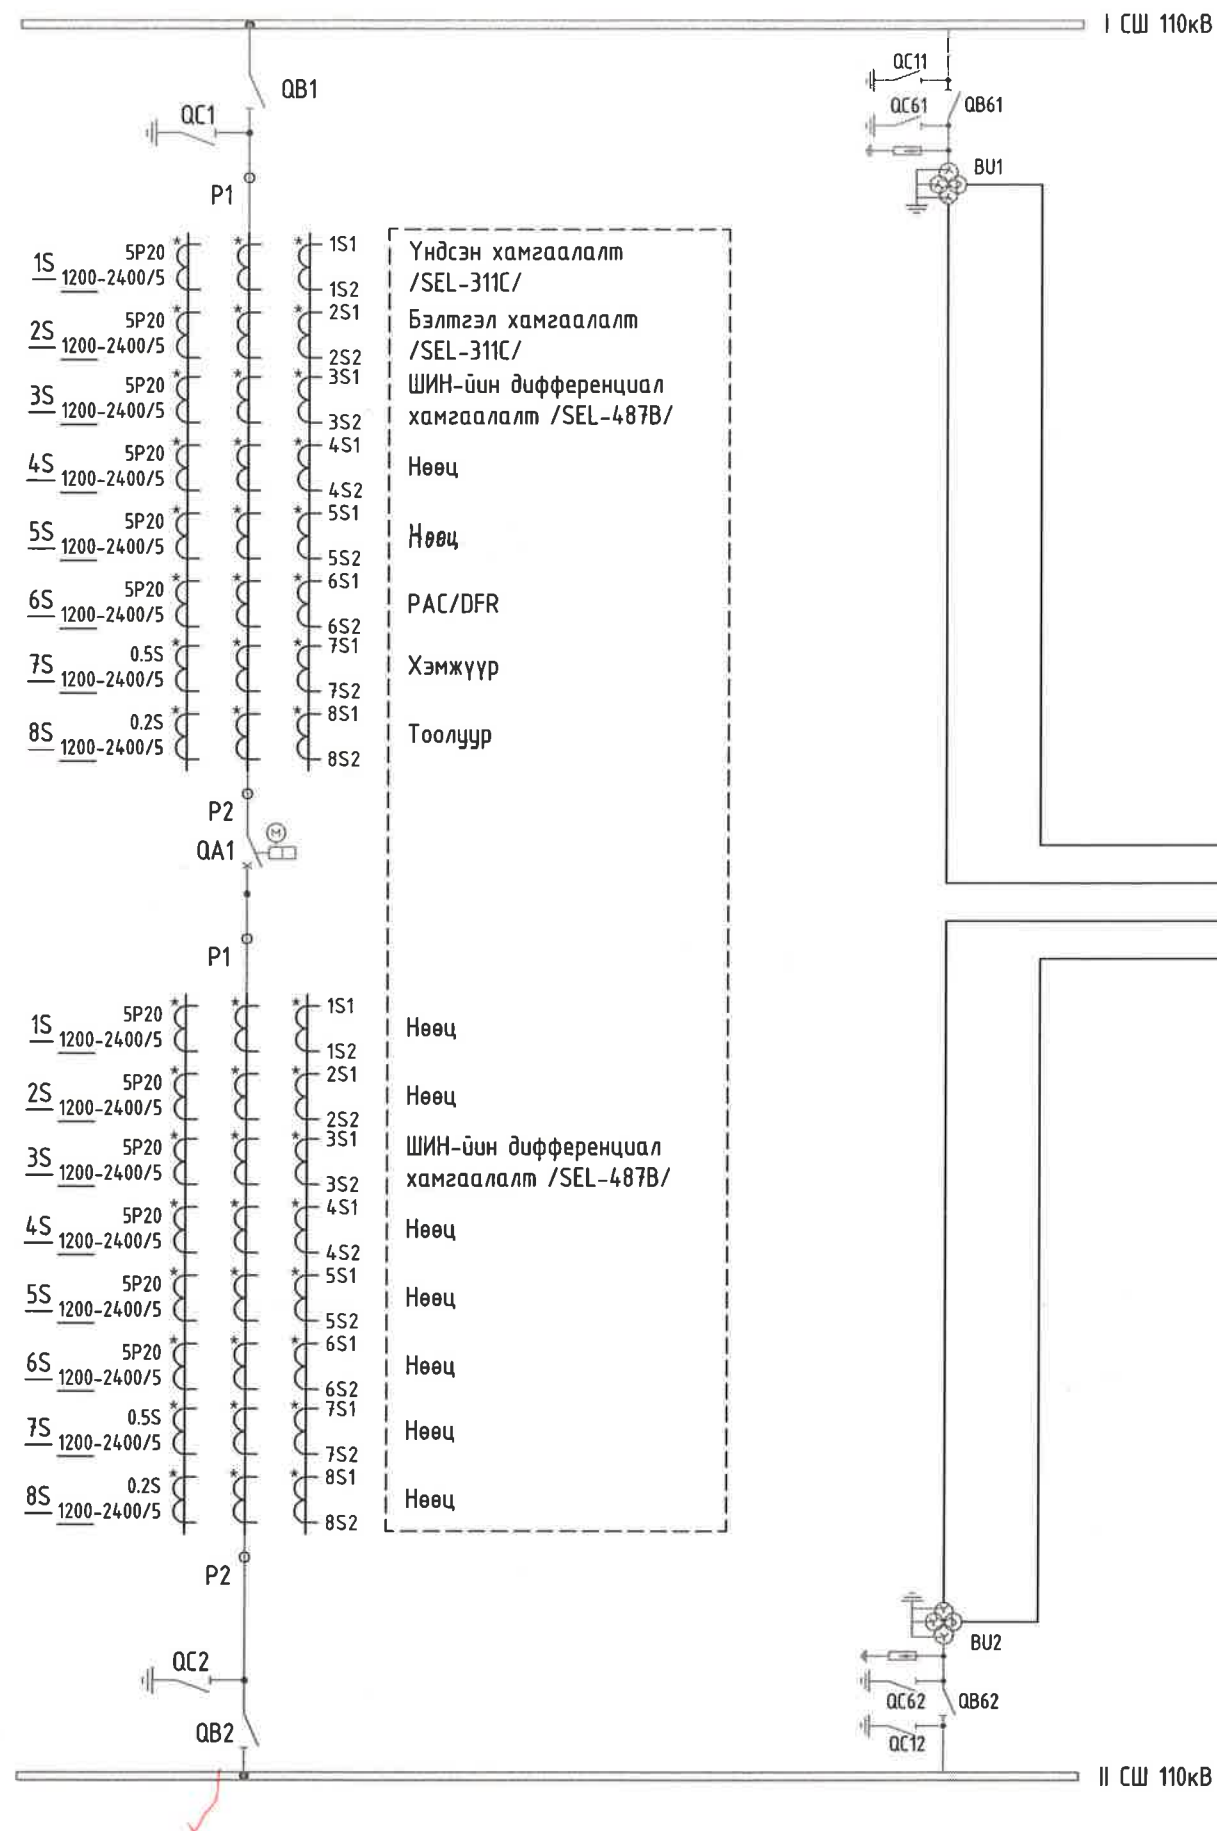 I СШ 110кВ
QB1
QC1
P1
QC11
QC61
QB61
BU1
1S
5P20
1200-2400/5
1S1
1S2
Үндсэн хамгаалалт
/SEL-311C/
2S
5P20
1200-2400/5
2S1
2S2
Бэлтгэл хамгаалалт
/SEL-311C/
3S
5P20
1200-2400/5
3S1
3S2
ШИН-ийн дифференциал
хамгаалалт /SEL-487B/
4S
5P20
1200-2400/5
4S1
4S2
Нөөц
5S
5P20
1200-2400/5
5S1
5S2
Нөөц
6S
5P20
1200-2400/5
6S1
6S2
РАС/DFR
7S
0.5S
1200-2400/5
7S1
7S2
Хэмжүүр
8S
0.2S
1200-2400/5
8S1
8S2
Тоолуур
P2
M
QA1
P1
1S
5P20
1200-2400/5
1S1
1S2
Нөөц
2S
5P20
1200-2400/5
2S1
2S2
Нөөц
3S
5P20
1200-2400/5
3S1
3S2
ШИН-ийн дифференциал
хамгаалалт /SEL-487B/
4S
5P20
1200-2400/5
4S1
4S2
Нөөц
5S
5P20
1200-2400/5
5S1
5S2
Нөөц
6S
5P20
1200-2400/5
6S1
6S2
Нөөц
7S
0.5S
1200-2400/5
7S1
7S2
Нөөц
8S
0.2S
1200-2400/5
8S1
8S2
Нөөц
P2
QC2
QB2
BU2
QC62
QB62
QC12
II СШ 110кВ